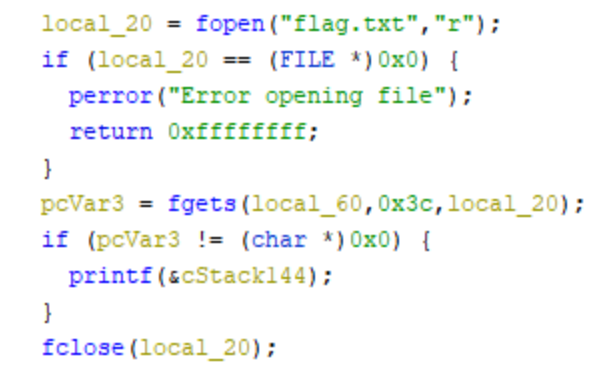 local_20 = fopen("flag.txt","r");
if (local_20 == (FILE *)0x0) {
perror("Error opening file");
return 0xffffffff;
}
pcVar3 = fgets(local_60,0x3c,local_20);
if (pcVar3 != (char *)0x0) {
printf(&cStack144);
}
fclose(local_20);